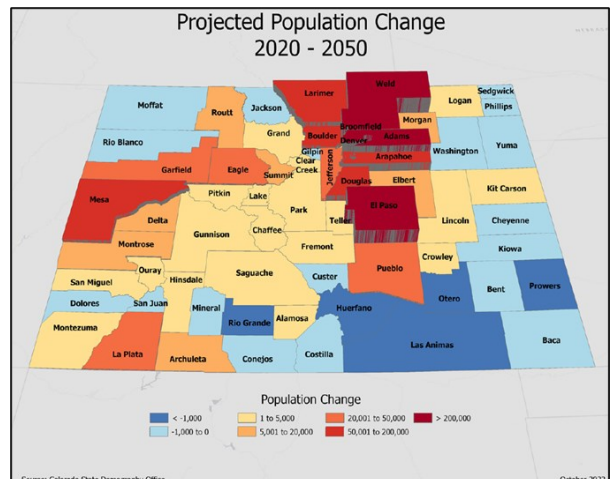 Projected Population Change
2020 - 2050
Moffat
Routt
Jackson
Larimer
Weld
Logan
Sedgwick
Phillips
Rio Blanco
Grand
Boulder
Broomfield
Morgan
Gilpin
Denver
Adams
Washington
Yuma
Garfield
Eagle
Summit
Clear
Creek
Jefferson
Arapahoe
Douglas
Elbert
Kit Carson
Mesa
Pitkin
Lake
Park
Delta
Teller
El Paso
Lincoln
Cheyenne
Gunnison
Chaffee
Montrose
Fremont
Kiowa
Ouray
Crowley
San Miguel
Hinsdale
Saguache
Custer
Pueblo
Dolores
San Juan
Mineral
Huerfano
Otero
Bent
Prowers
Rio Grande
Alamosa
Montezuma
La Plata
Archuleta
Conejos
Costilla
Las Animas
Baca
Population Change
< -1,000
1 to 5,000
20,001 to 50,000
> 200,000
-1,000 to 0
5,001 to 20,000
50,001 to 200,000
Source: Colorado State Demography Office